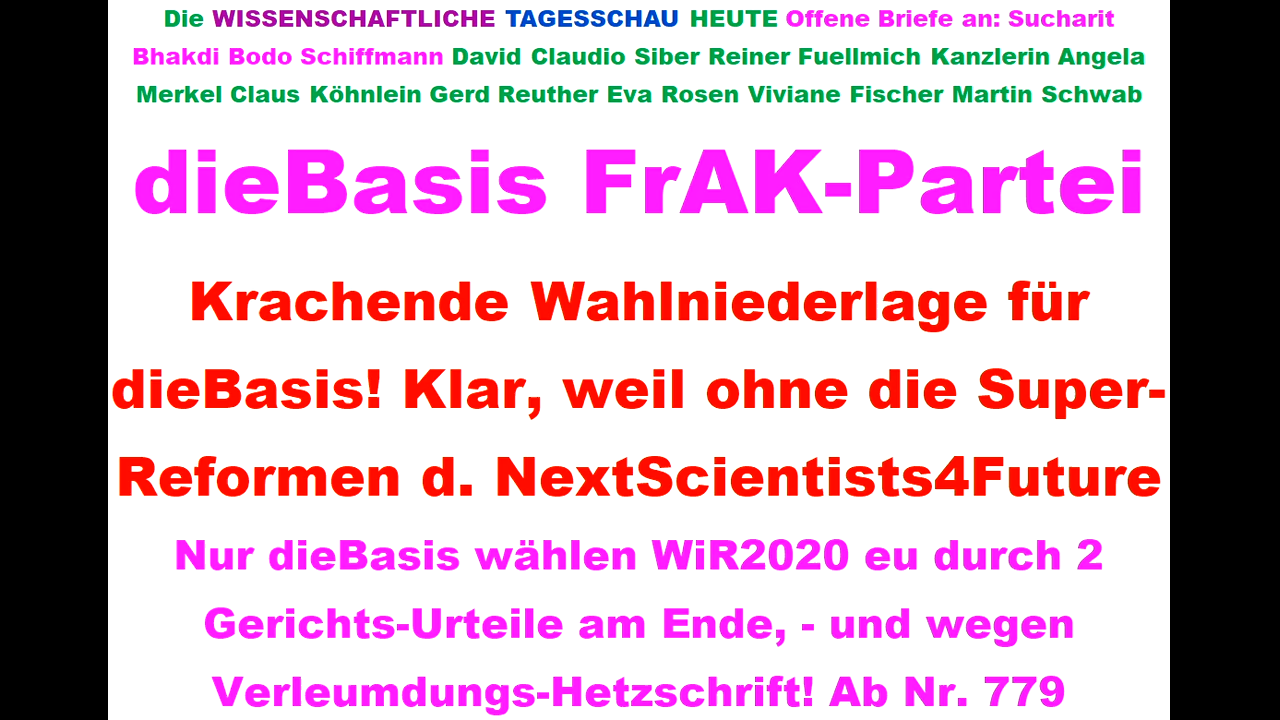 Die WISSENSCHAFTLICHE TAGESSCHAU HEUTE Offene Briefe an: Sucharit
Bhakdi Bodo Schiffmann David Claudio Siber Reiner Fuellmich Kanzlerin Angela
Merkel Claus Köhnlein Gerd Reuther Eva Rosen Viviane Fischer Martin Schwab
dieBasis FrAK-Partei
Krachende Wahlniederlage für
dieBasis! Klar, weil ohne die Super-
Reformen d. NextScientists4Future
Nur dieBasis wählen WiR2020 eu durch 2
Gerichts-Urteile am Ende, - und wegen
Verleumdungs-Hetzschrift! Ab Nr. 779